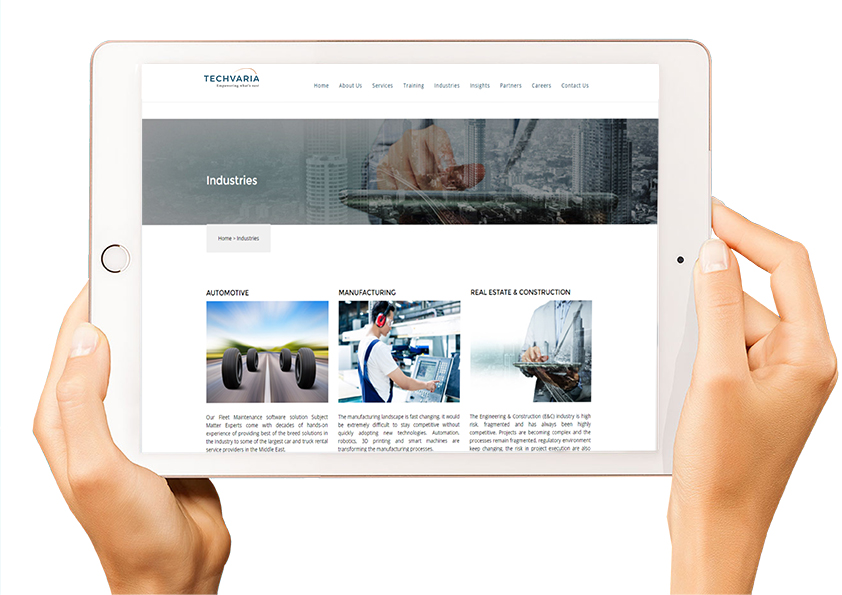 TECHVARIA
Empowering what's next
Home About Us Services Training Industries Insights Partners Careers Contact Us
Industries
Home » Industries
AUTOMOTIVE
Our Fleet Maintenance software solution Subject
Matter Experts come with decades of hands-on
experience of providing best of the breed solutions in
the industry to some of the largest car and truck rental
service providers in the Middle East.
MANUFACTURING
The manufacturing landscape is fast changing, it would
be extremely difficult to stay competitive without
quickly adopting new technologies. Automation,
robotics, 3D printing and smart machines are
transforming the manufacturing processes.
REAL ESTATE & CONSTRUCTION
The Engineering & Construction (E&C) industry is high
risk, fragmented and has always been highly
competitive. Projects are becoming complex and the
processes remain fragmented, regulatory environment
keep changing, the risk in project execution are also